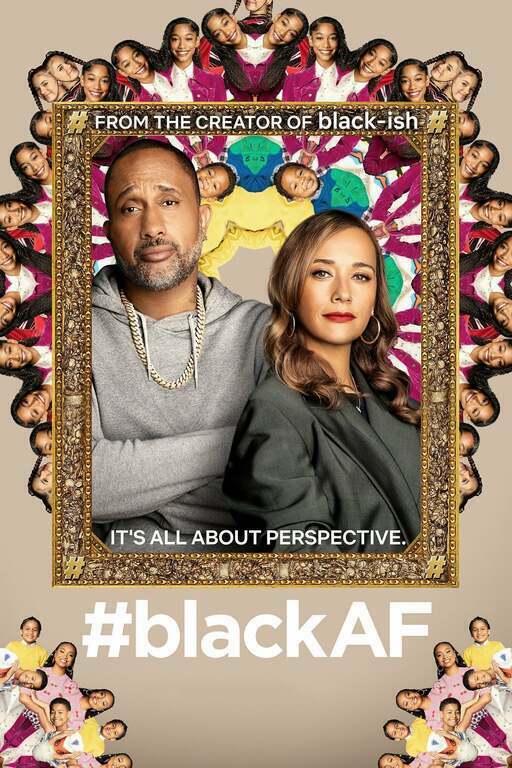 # FROM THE CREATOR OF black-ish #
IT'S ALL ABOUT PERSPECTIVE.
# #
#blackAF